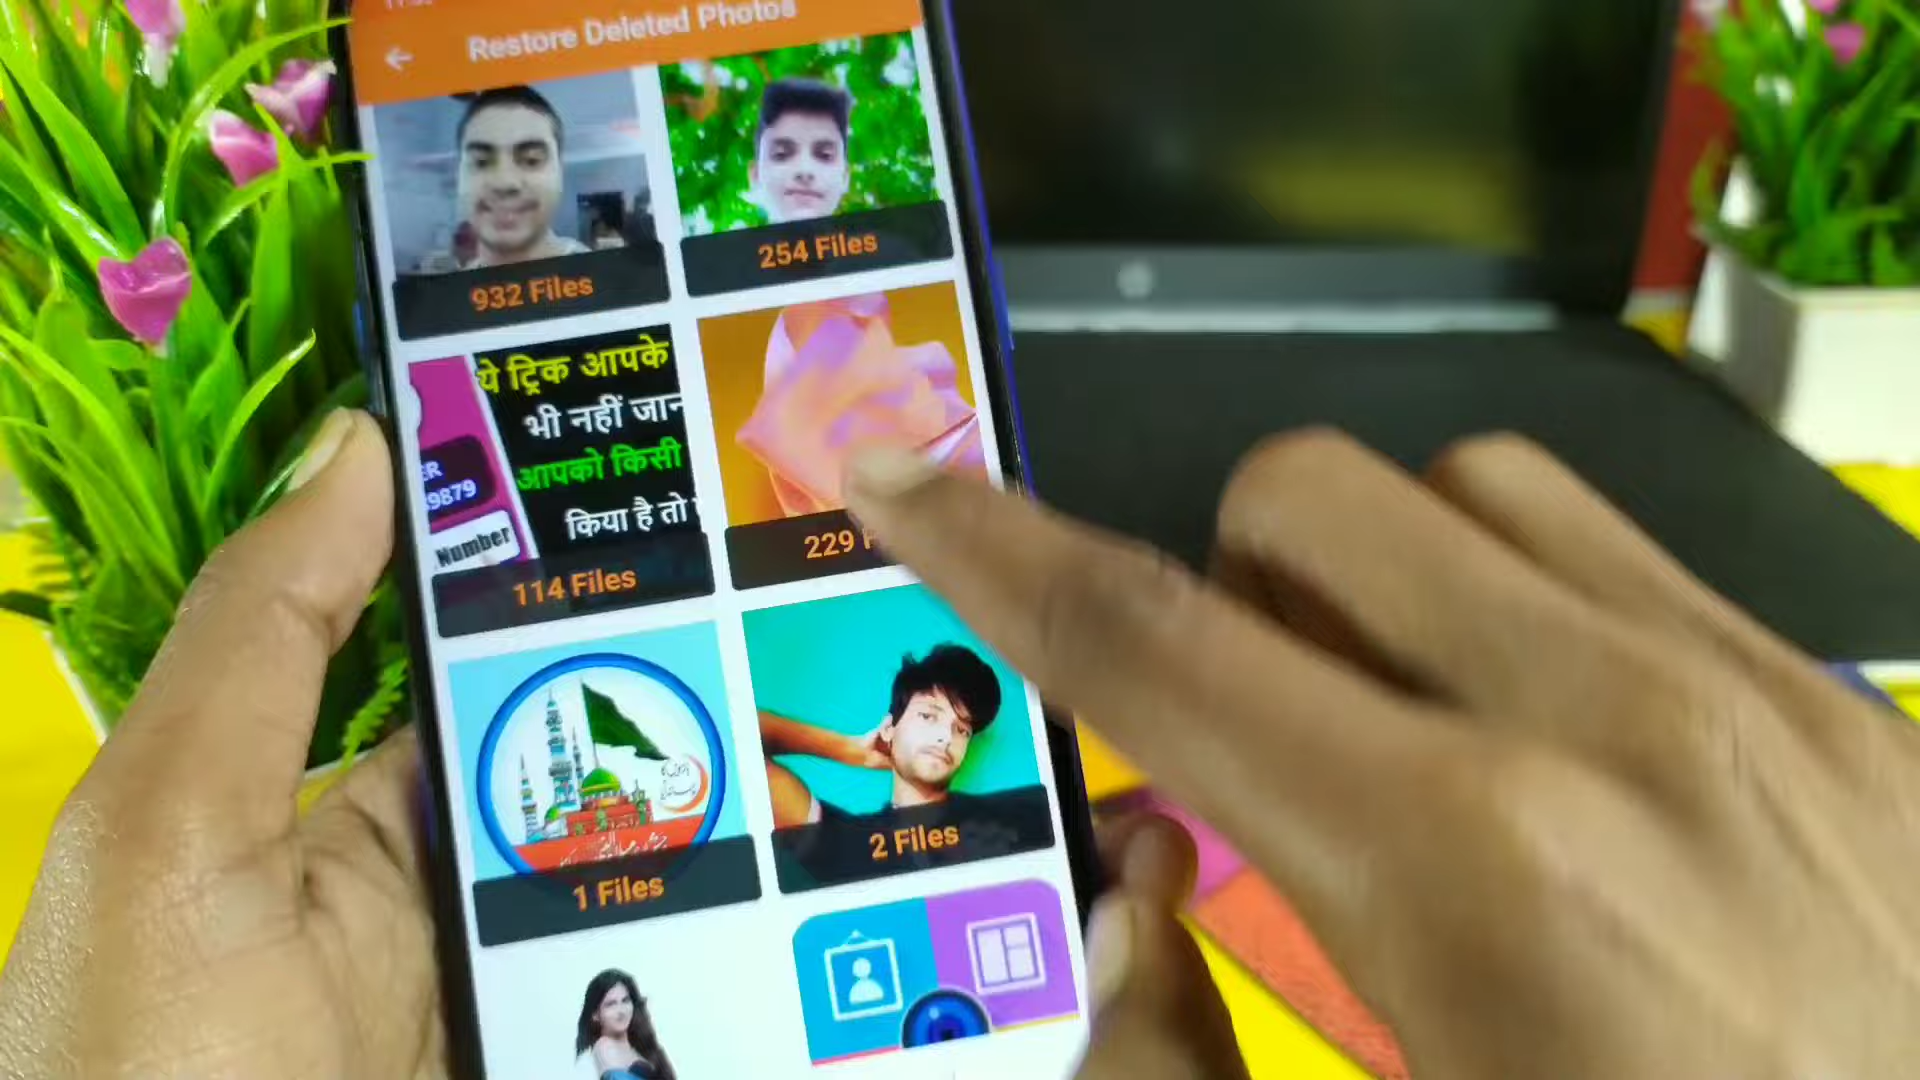 Restore Deleted Photos
932 Files
254 Files
ये ट्रिक आपके
भी नहीं जान
आपको किसी
किया है तो
ER
9879
Number
114 Files
229 F
1 Files
2 Files